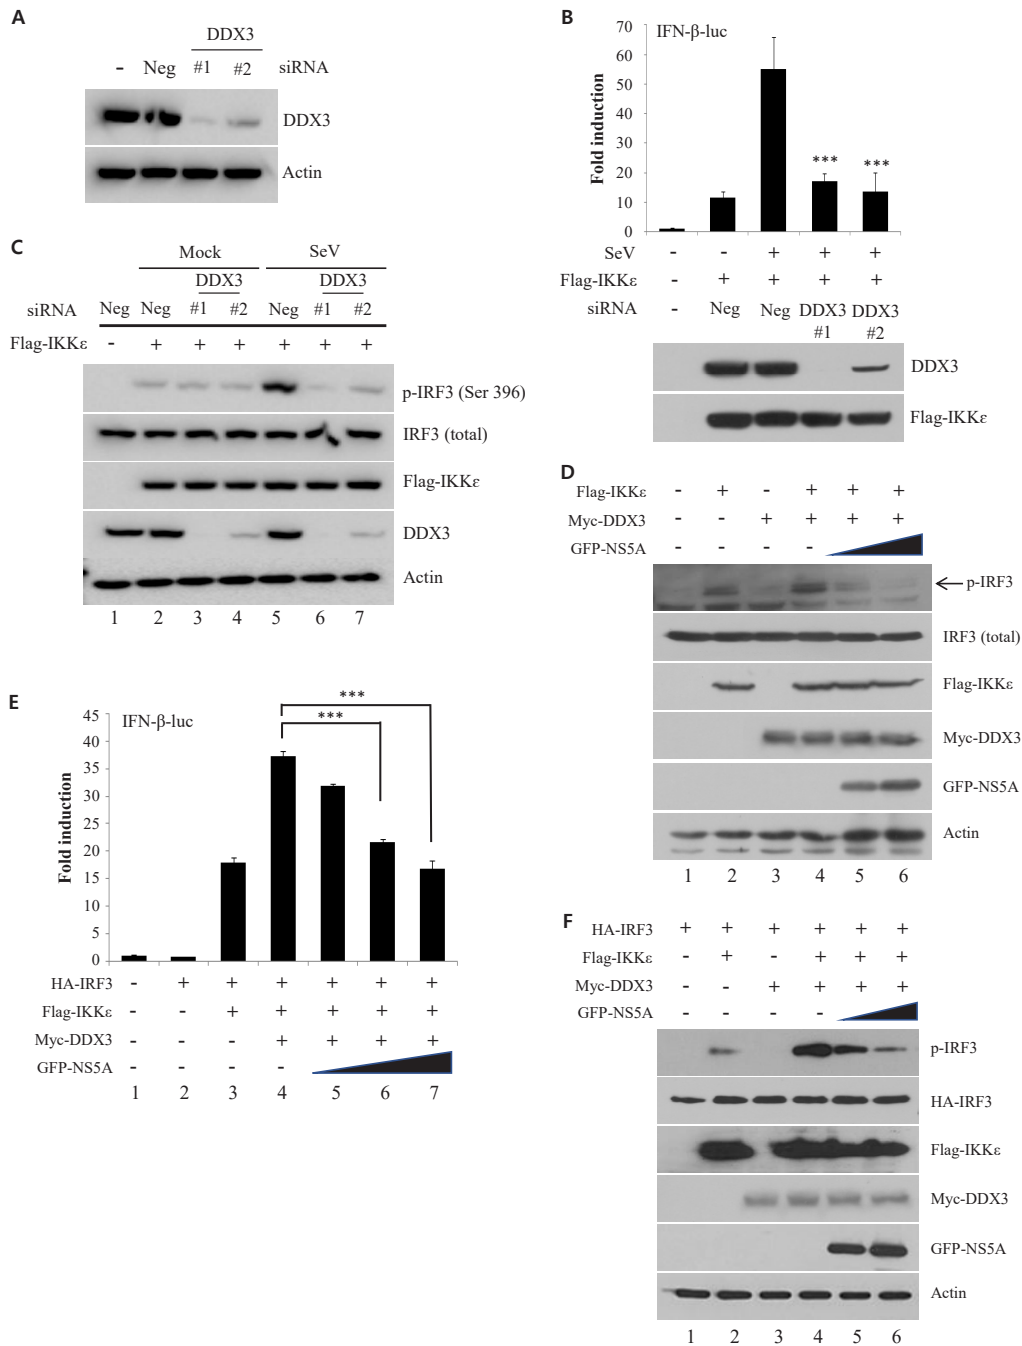 A
DDX3
- Neg #1 #2 siRNA
DDX3
Actin
B
IFN-β-luc
Fold induction
70
60
50
40
30
20
10
0
*** ***
SeV - - + + +
Flag-IKKε - + + + +
siRNA - Neg Neg DDX3 DDX3
#1 #2
DDX3
Flag-IKKε
C
Mock SeV
DDX3 DDX3
siRNA Neg Neg #1 #2 Neg #1 #2
Flag-IKKε - + + + + + +
p-IRF3 (Ser 396)
IRF3 (total)
Flag-IKKε
DDX3
Actin
1 2 3 4 5 6 7
D
Flag-IKKε - + - + + +
Myc-DDX3 - - + + + +
GFP-NS5A - - - -
p-IRF3
IRF3 (total)
Flag-IKKε
Myc-DDX3
GFP-NS5A
Actin
1 2 3 4 5 6
E
IFN-β-luc
Fold induction
45
40
35
30
25
20
15
10
5
0
***
***
HA-IRF3 - + + + + + +
Flag-IKKε - - + + + + +
Myc-DDX3 - - - + + + +
GFP-NS5A - - - -
1 2 3 4 5 6 7
F
HA-IRF3 + + + + + +
Flag-IKKε - + - + + +
Myc-DDX3 - - + + + +
GFP-NS5A - - - -
p-IRF3
HA-IRF3
Flag-IKKε
Myc-DDX3
GFP-NS5A
Actin
1 2 3 4 5 6